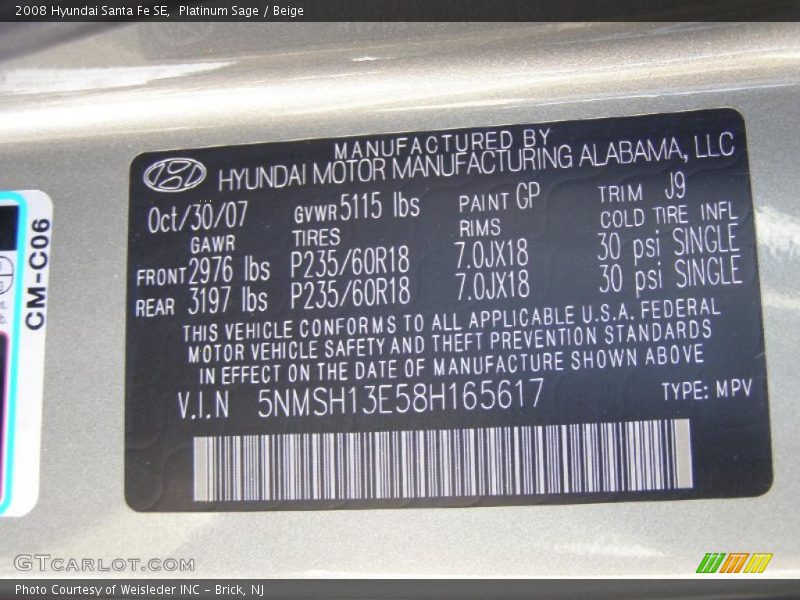 2008 Hyundai Santa Fe SE,  Platinum Sage / Beige
MANUFACTURED BY
HYUNDAI MOTOR MANUFACTURING ALABAMA, LLC
Oct/30/07 GVWR 5115 lbs PAINT GP TRIM J9
GAWR TIRES RIMS COLD TIRE INFL
FRONT 2976 lbs P235/60R18 7.0JX18 30 psi SINGLE
REAR 3197 lbs P235/60R18 7.0JX18 30 psi SINGLE
THIS VEHICLE CONFORMS TO ALL APPLICABLE U.S.A. FEDERAL
MOTOR VEHICLE SAFETY AND THEFT PREVENTION STANDARDS
IN EFFECT ON THE DATE OF MANUFACTURE SHOWN ABOVE
V.I.N 5NMSH13E58H165617 TYPE: MPV
CM-C06
GTCARLOT.COM
Photo Courtesy of Weisleder INC – Brick, NJ